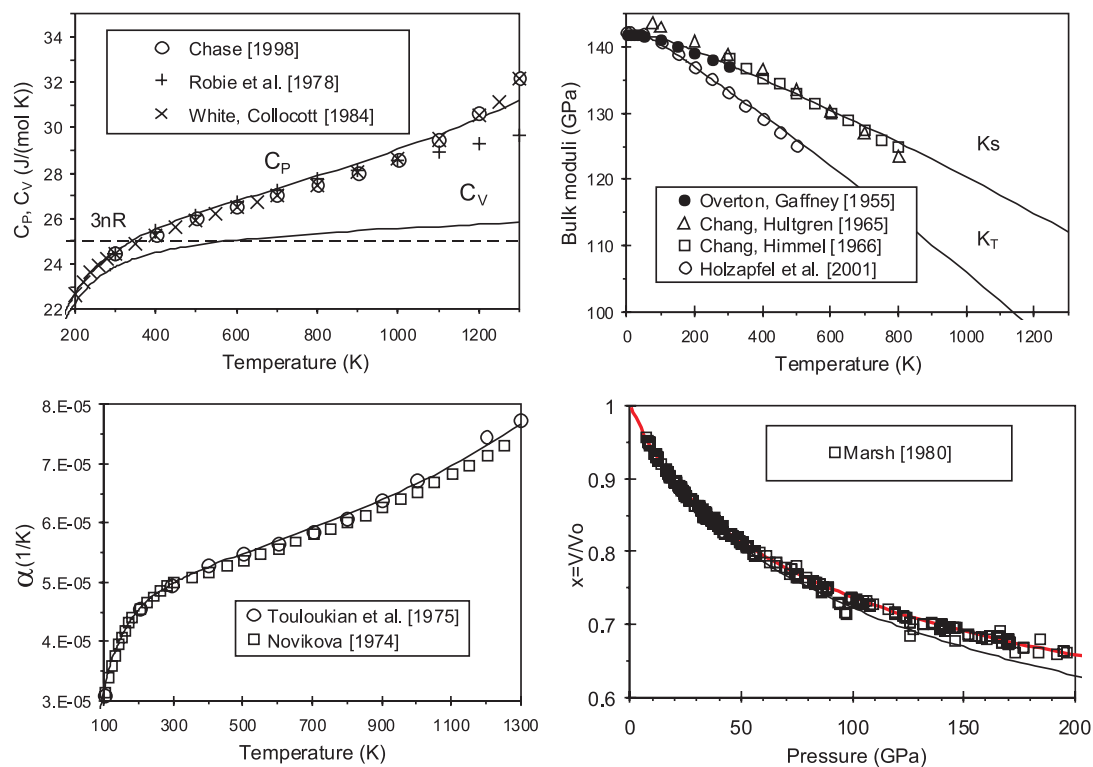 C_P, C_V (J/(mol K))
34
32
30
28
26
24
22
Chase [1998]
Robie et al. [1978]
White, Collocott [1984]
C_P
C_V
3nR
200
400
600
800
1000
1200
Temperature (K)
Bulk moduli (GPa)
140
130
120
110
100
Ks
K_T
Overton, Gaffney [1955]
Chang, Hultgren [1965]
Chang, Himmel [1966]
Holzapfel et al. [2001]
0
200
400
600
800
1000
1200
Temperature (K)
α(1/K)
8.E-05
7.E-05
6.E-05
5.E-05
4.E-05
3.E-05
Touloukian et al. [1975]
Novikova [1974]
100
300
500
700
900
1100
1300
Temperature (K)
x=V/Vo
1
0.9
0.8
0.7
0.6
Marsh [1980]
0
50
100
150
200
Pressure (GPa)